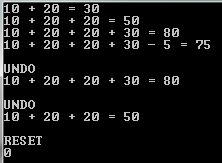 10 + 20 = 30
10 + 20 + 20 = 50
10 + 20 + 20 + 30 = 80
10 + 20 + 20 + 30 - 5 = 75
UNDO
10 + 20 + 20 + 30 = 80
UNDO
10 + 20 + 20 = 50
RESET
0